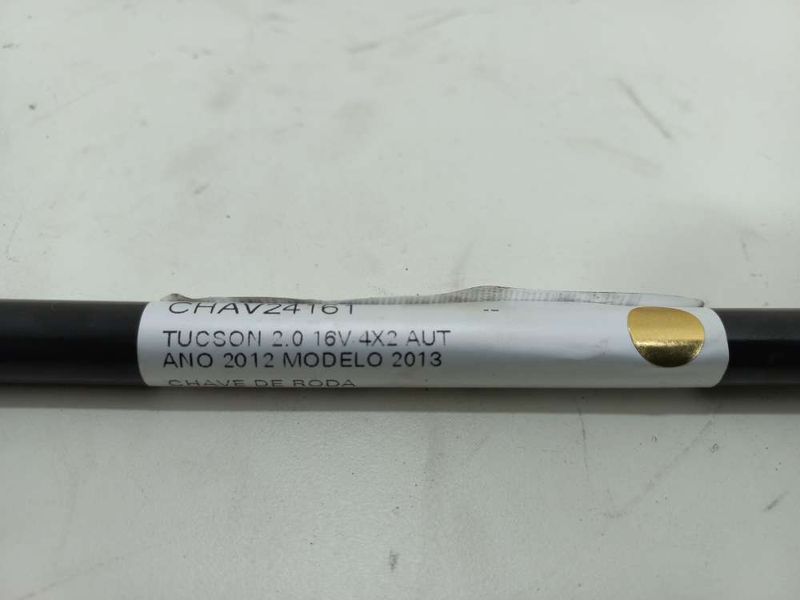 CHAV24161
TUCSON 2.0 16V 4X2 AUT
ANO 2012 MODELO 2013
CHAVE DE RODA